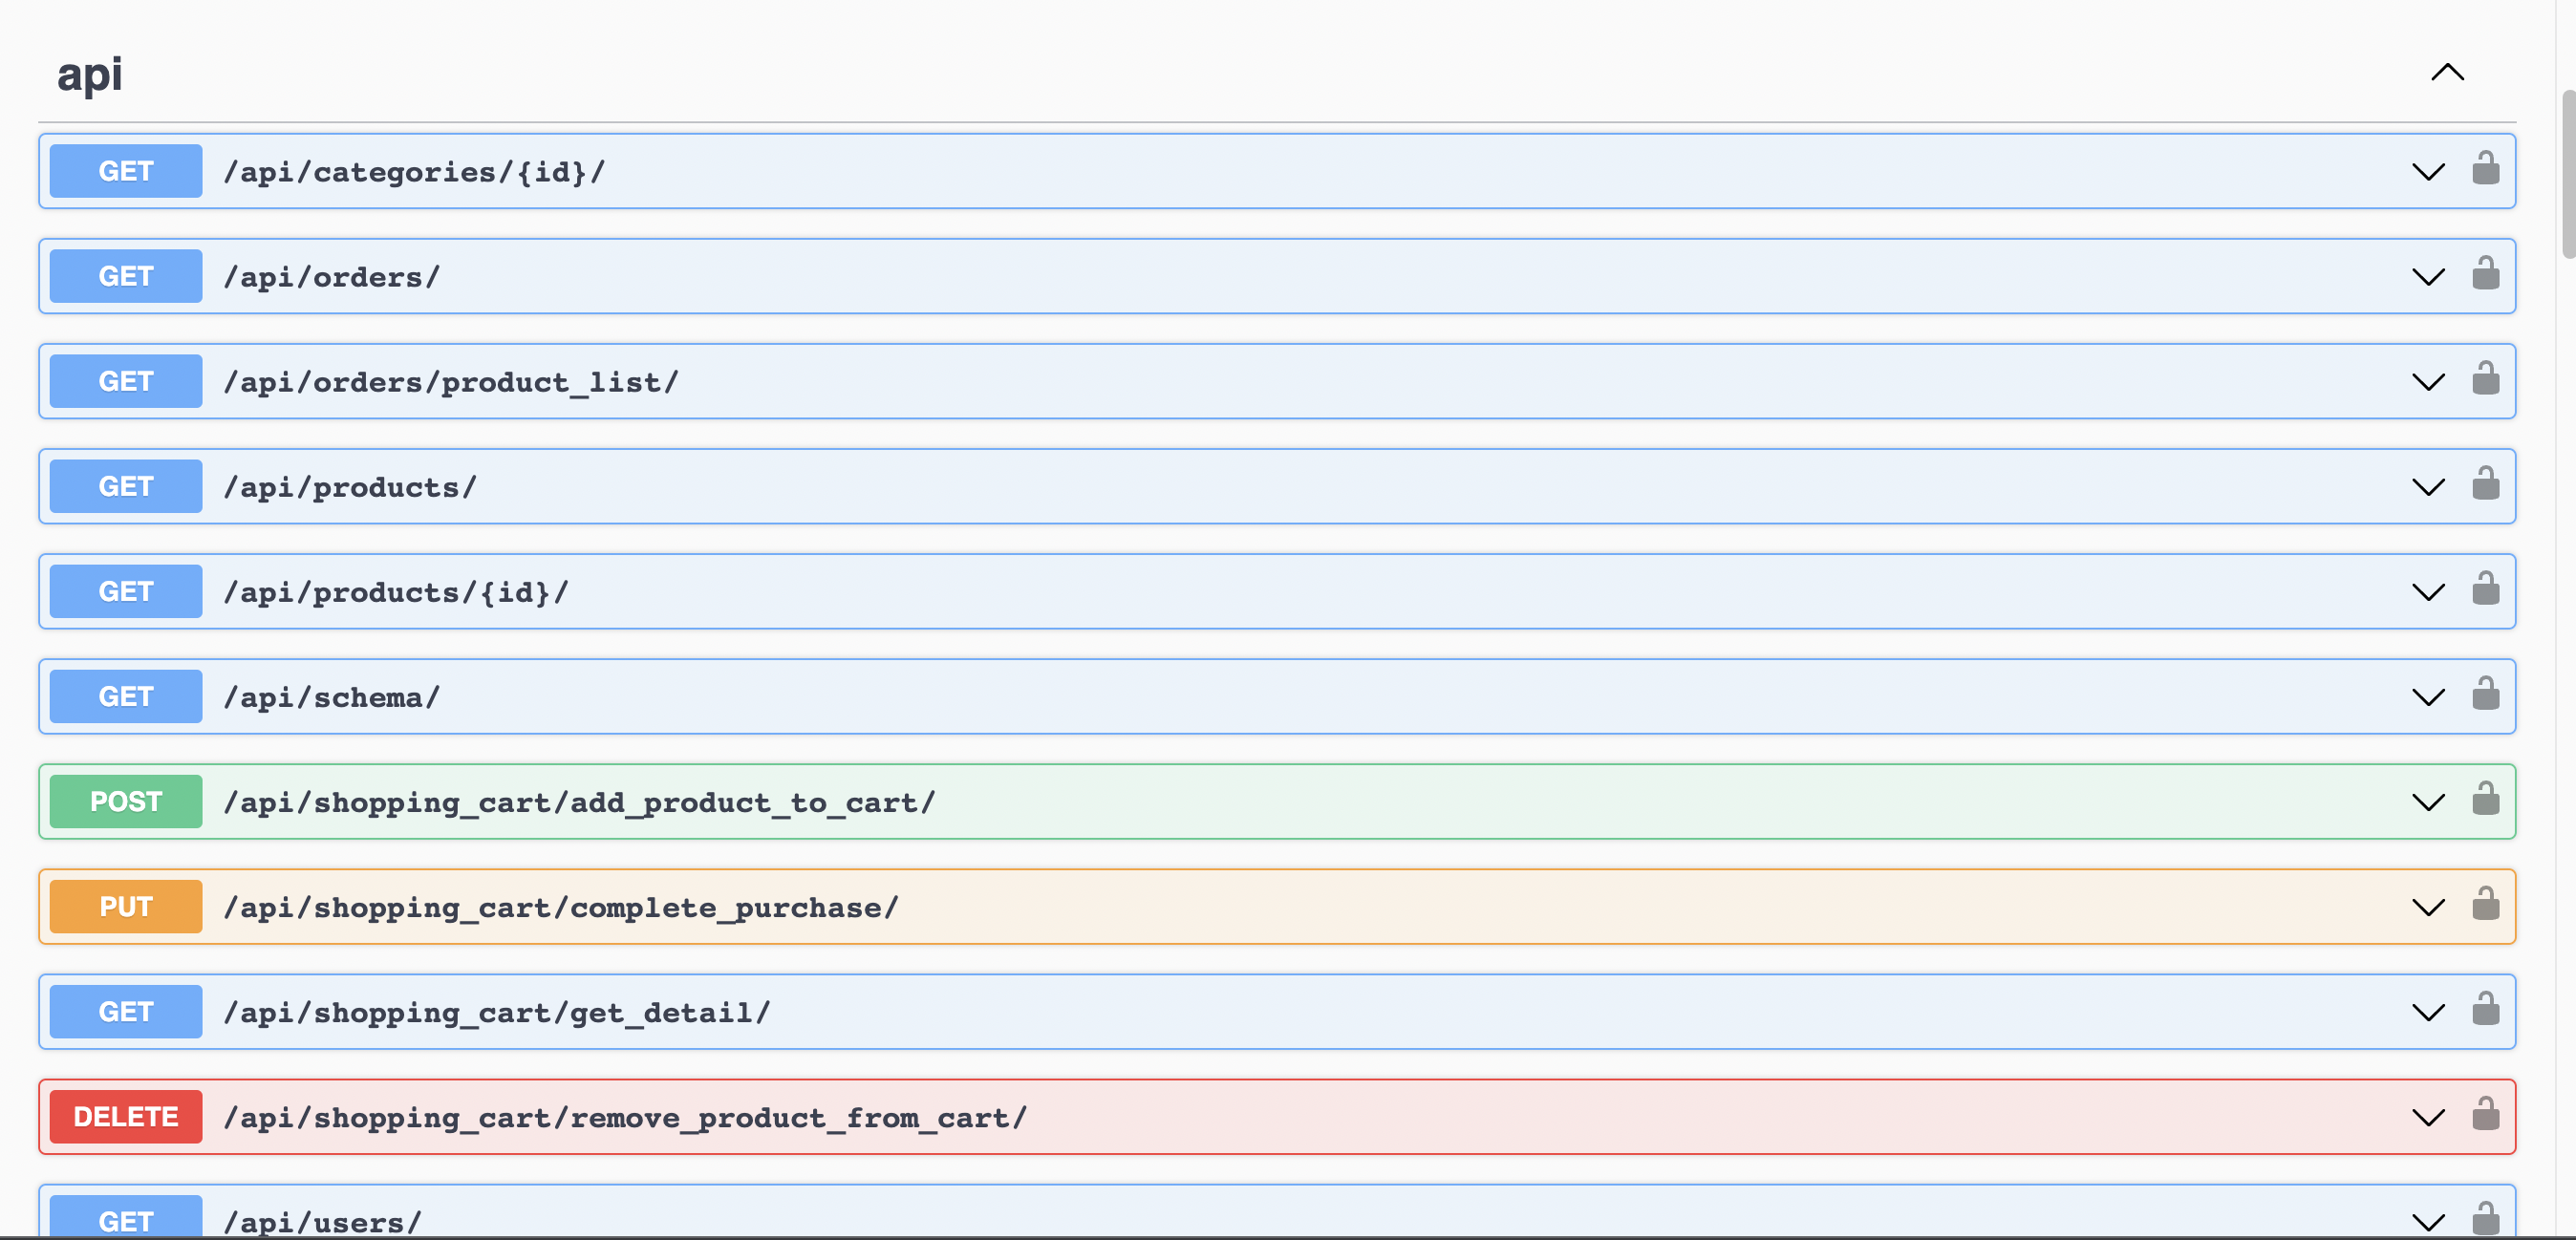 api
GET /api/categories/{id}/
GET /api/orders/
GET /api/orders/product_list/
GET /api/products/
GET /api/products/{id}/
GET /api/schema/
POST /api/shopping_cart/add_product_to_cart/
PUT /api/shopping_cart/complete_purchase/
GET /api/shopping_cart/get_detail/
DELETE /api/shopping_cart/remove_product_from_cart/
GET /api/users/